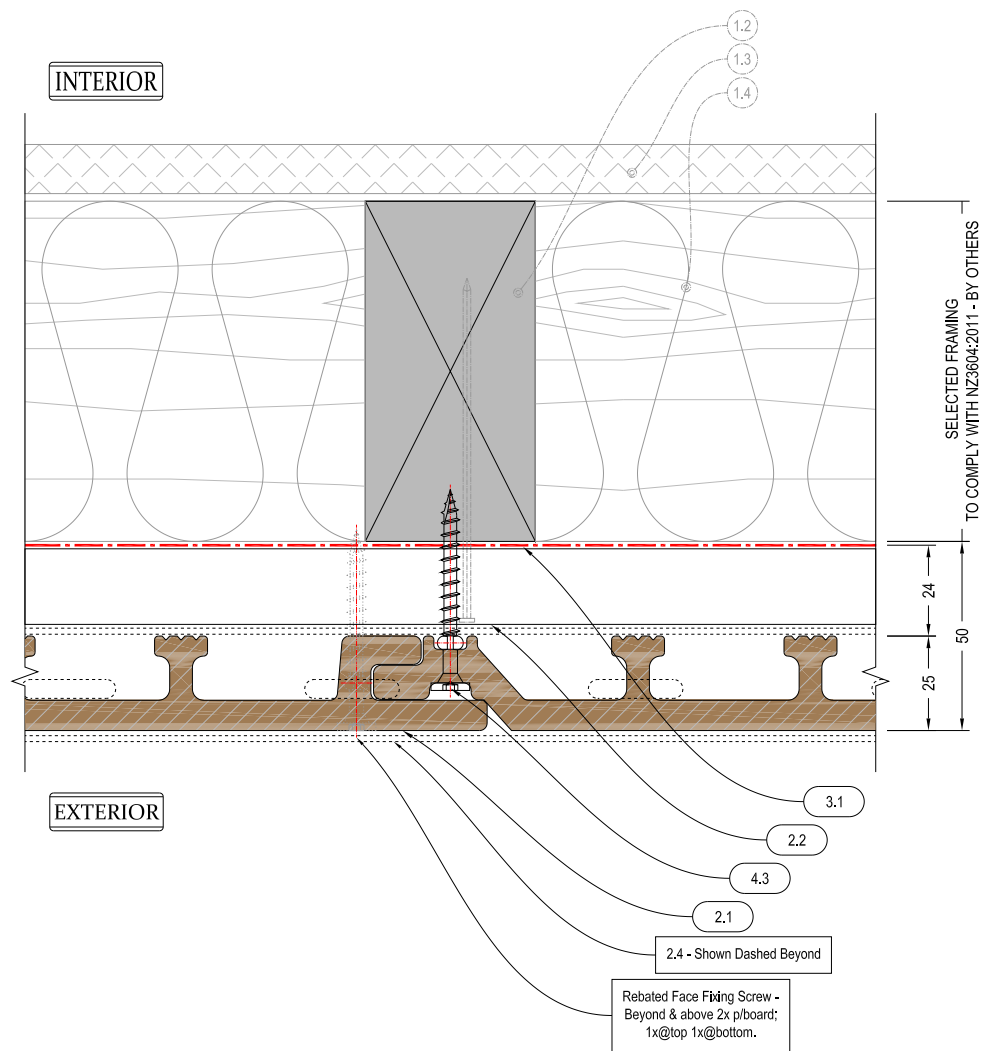 1.2
INTERIOR
1.3
1.4
SELECTED FRAMING
TO COMPLY WITH NZ3604:2011 - BY OTHERS
24
50
25
EXTERIOR
3.1
2.2
4.3
2.1
2.4 - Shown Dashed Beyond
Rebated Face Fixing Screw -
Beyond & above 2x p/board;
1x@top 1x@bottom.